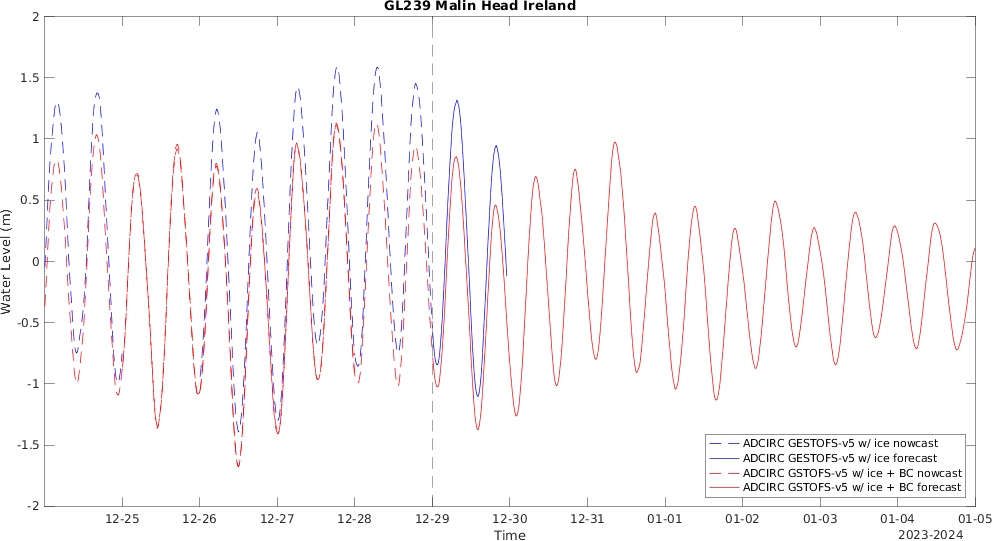 GL239 Malin Head Ireland
2
1.5
1
0.5
0
-0.5
-1
-1.5
-2
Water Level (m)
ADCIRC GESTOFS-v5 w/ ice nowcast
ADCIRC GESTOFS-v5 w/ ice forecast
ADCIRC GSTOFS-v5 w/ ice + BC nowcast
ADCIRC GSTOFS-v5 w/ ice + BC forecast
12-25 12-26 12-27 12-28 12-29 12-30 12-31 01-01 01-02 01-03 01-04 01-05
Time
2023-2024